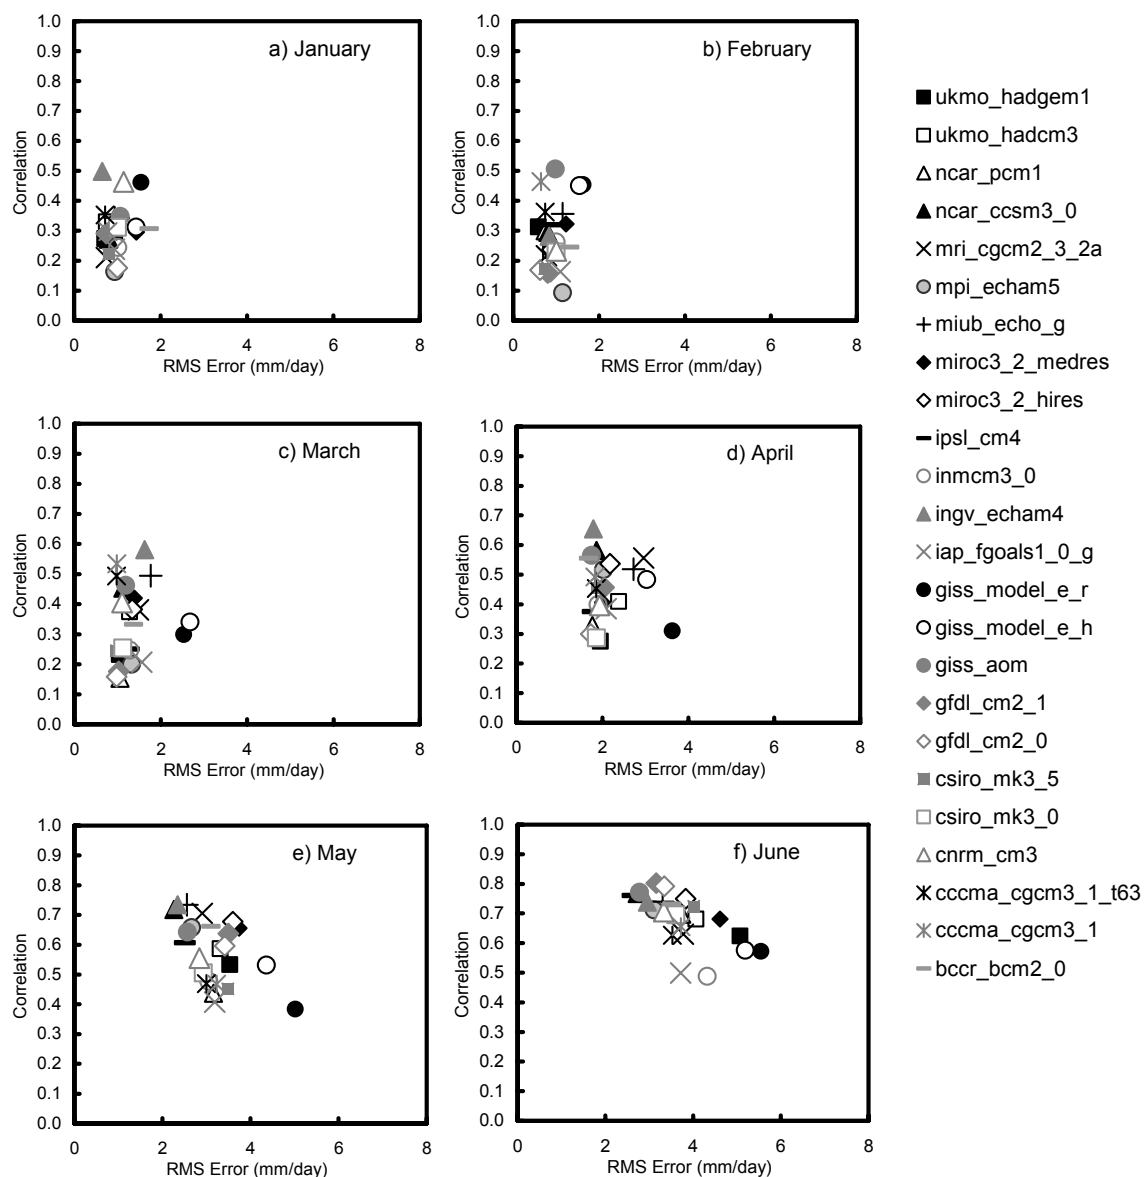 a) January
1.0
0.9
0.8
0.7
0.6
0.5
0.4
0.3
0.2
0.1
0.0
Correlation
0 2 4 6 8
RMS Error (mm/day)
b) February
1.0
0.9
0.8
0.7
0.6
0.5
0.4
0.3
0.2
0.1
0.0
Correlation
0 2 4 6 8
RMS Error (mm/day)
c) March
1.0
0.9
0.8
0.7
0.6
0.5
0.4
0.3
0.2
0.1
0.0
Correlation
0 2 4 6 8
RMS Error (mm/day)
d) April
1.0
0.9
0.8
0.7
0.6
0.5
0.4
0.3
0.2
0.1
0.0
Correlation
0 2 4 6 8
RMS Error (mm/day)
e) May
1.0
0.9
0.8
0.7
0.6
0.5
0.4
0.3
0.2
0.1
0.0
Correlation
0 2 4 6 8
RMS Error (mm/day)
f) June
1.0
0.9
0.8
0.7
0.6
0.5
0.4
0.3
0.2
0.1
0.0
Correlation
0 2 4 6 8
RMS Error (mm/day)
ukmo_hadgem1
ukmo_hadcm3
ncar_pcm1
ncar_ccsm3_0
mri_cgcm2_3_2a
mpi_echam5
miub_echo_g
miroc3_2_medres
miroc3_2_hires
ipsl_cm4
inmcm3_0
ingv_echam4
iap_fgoals1_0_g
giss_model_e_r
giss_model_e_h
giss_aom
gfdl_cm2_1
gfdl_cm2_0
csiro_mk3_5
csiro_mk3_0
cnrm_cm3
cccma_cgcm3_1_t63
cccma_cgcm3_1
bccr_bcm2_0